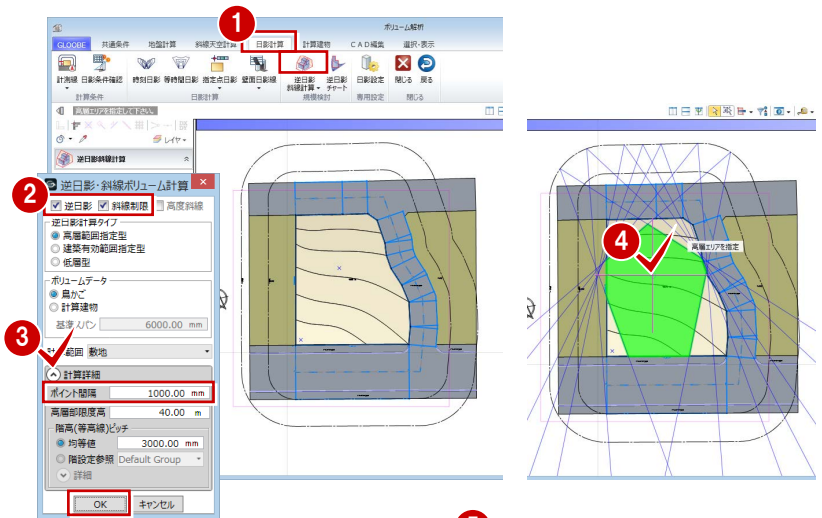 1
ボリューム解析
GLOOBE 共通条件 地盤計算 斜線天空計算 日影計算 計算建物 CAD編集 選択・表示
計測線 日影条件確認 時刻日影 等時間日影 指定点日影 壁面日影線 逆日影 斜線計算 逆日影 チャート 日影設定 閉じる 戻る
計算条件 日影計算 規模検討 専用設定 閉じる
高層エリアを指定して下さい
レイヤ
逆日影斜線計算
2
逆日影・斜線ボリューム計算
逆日影 斜線制限 高度斜線
逆日影計算タイプ
高層範囲指定型
建築有効範囲指定型
低層型
ボリュームデータ
鳥かご
計算建物
基準スパン 6000.00 mm
3
範囲 敷地
計算詳細
ポイント間隔 1000.00 mm
高層部限度高 40.00 m
階高(等高線)ピッチ
均等値 3000.00 mm
階設定参照 Default Group
詳細
OK キャンセル
4
高層エリアを指定